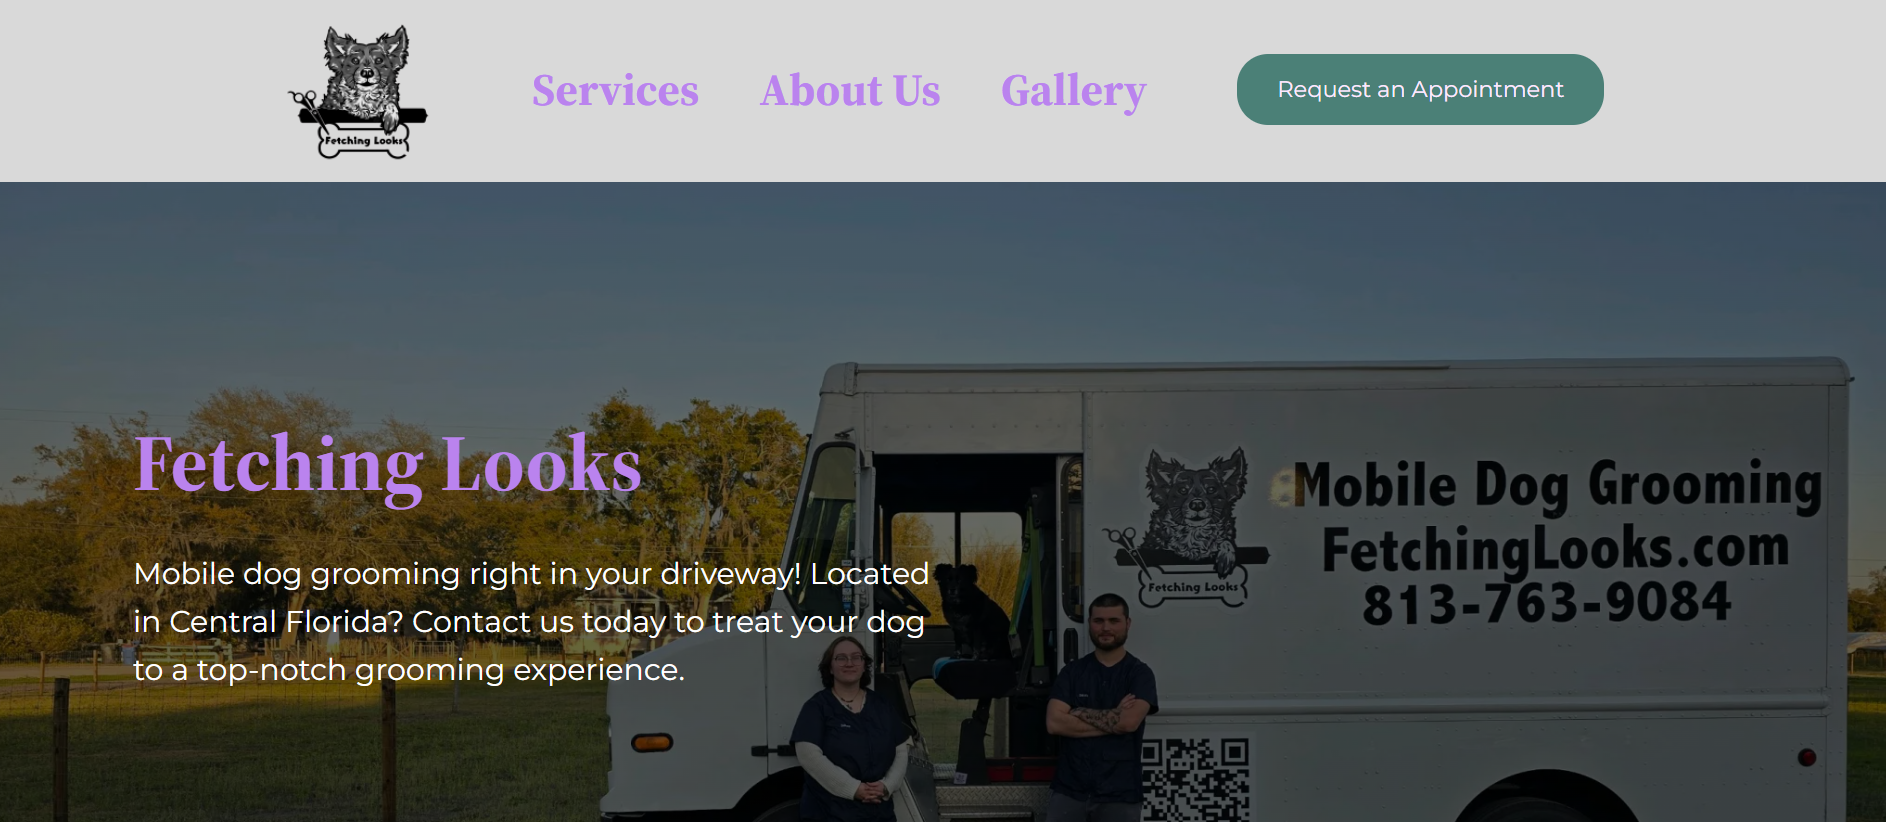 Fetching Looks
Services
About Us
Gallery
Request an Appointment
Fetching Looks
Mobile dog grooming right in your driveway! Located
in Central Florida? Contact us today to treat your dog
to a top-notch grooming experience.
Mobile Dog Grooming
FetchingLooks.com
813-763-9084
Fetching Looks